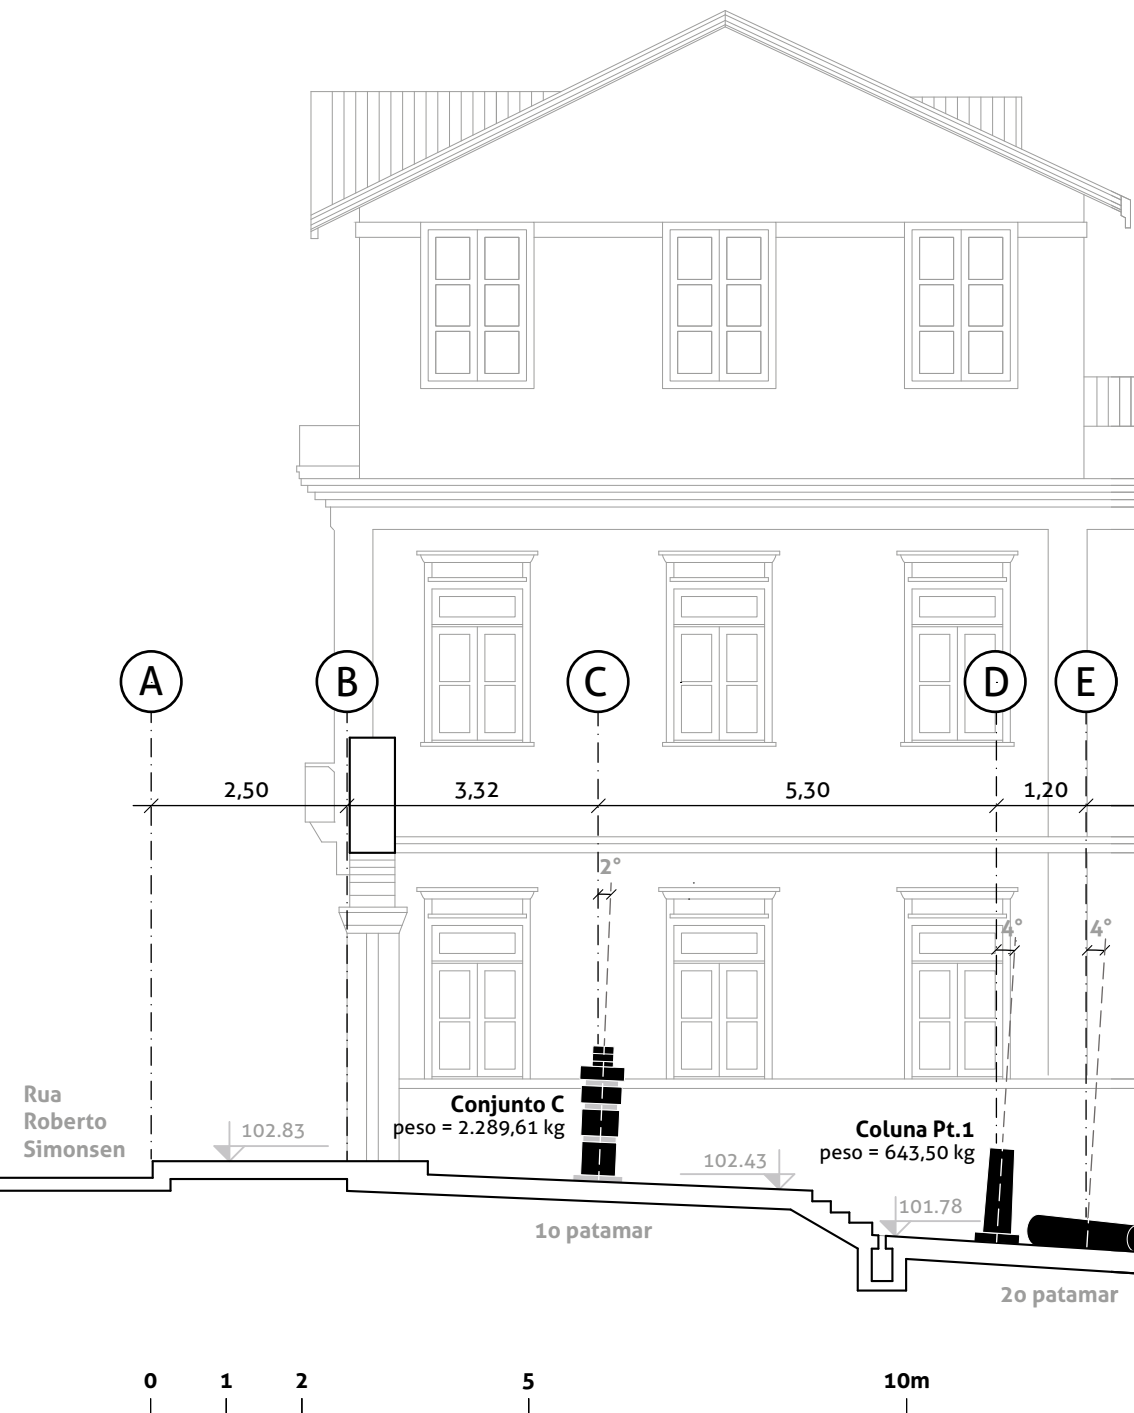 A B C D E
2,50 3,32 5,30 1,20
2°
4° 4°
Rua
Roberto
Simonsen
102.83
Conjunto C
peso = 2.289,61 kg
Coluna Pt.1
peso = 643,50 kg
102.43
101.78
1o patamar
2o patamar
0 1 2 5 10m